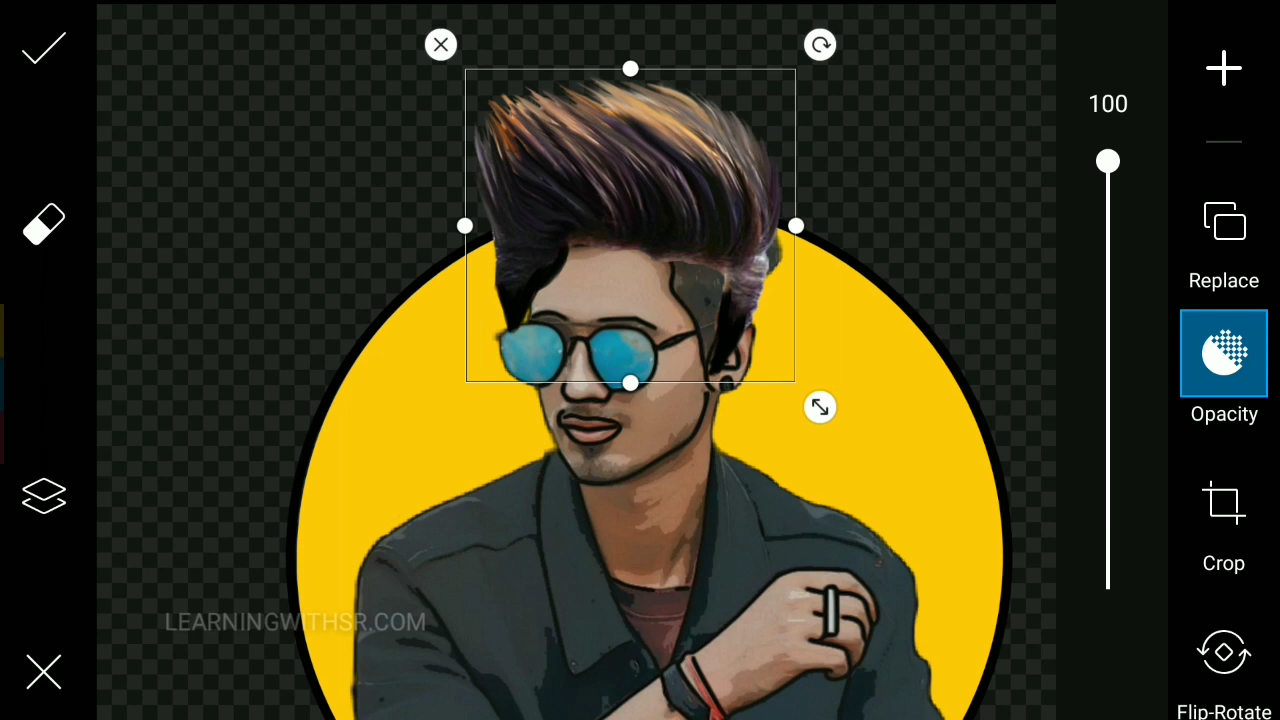 100
Replace
Opacity
Crop
LEARNINGWITHSR.COM
Flip-Rotate